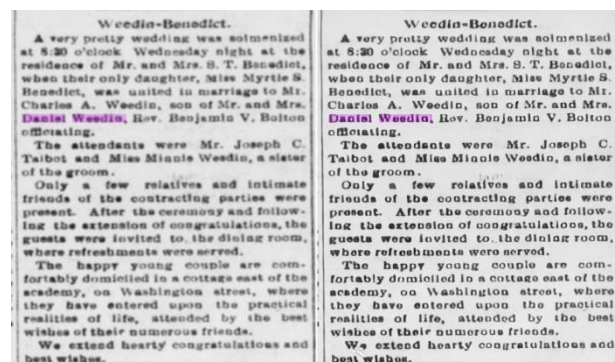 Weedin-Benedict.
A very pretty wedding was solmenized
at 8:30 o'clock Wednesday night at the
residence of Mr. and Mrs. S. T. Benedict,
when their only daughter, Miss Myrtle S.
Benedict, was united in marriage to Mr.
Charles A. Weedin, son of Mr. and Mrs.
Daniel Weedin, Rev. Benjamin V. Bolton
officiating.
The attendants were Mr. Joseph C.
Talbot and Miss Minnie Weedin, a sister
of the groom.
Only a few relatives and intimate
friends of the contracting parties were
present. After the ceremony and follow-
ing the extension of congratulations, the
guests were invited to the dining room,
where refreshments were served.
The happy young couple are com-
fortably domiciled in a cottage east of the
academy, on Washington street, where
they have entered upon the practical
realities of life, attended by the best
wishes of their numerous friends.
We extend hearty congratulations and
best wishes.
Weedin-Benedict.
A very pretty wedding was solmenized
at 8:30 o'clock Wednesday night at the
residence of Mr. and Mrs. S. T. Benedict,
when their only daughter, Miss Myrtle S.
Benedict, was united in marriage to Mr.
Charles A. Weedin, son of Mr. and Mrs.
Daniel Weedin, Rev. Benjamin V. Bolton
officiating.
The attendants were Mr. Joseph C.
Talbot and Miss Minnie Weedin, a sister
of the groom.
Only a few relatives and intimate
friends of the contracting parties were
present. After the ceremony and follow-
ing the extension of congratulations, the
guests were invited to the dining room,
where refreshments were served.
The happy young couple are com-
fortably domiciled in a cottage east of the
academy, on Washington street, where
they have entered upon the practical
realities of life, attended by the best
wishes of their numerous friends.
We extend hearty congratulations and
best wishes.